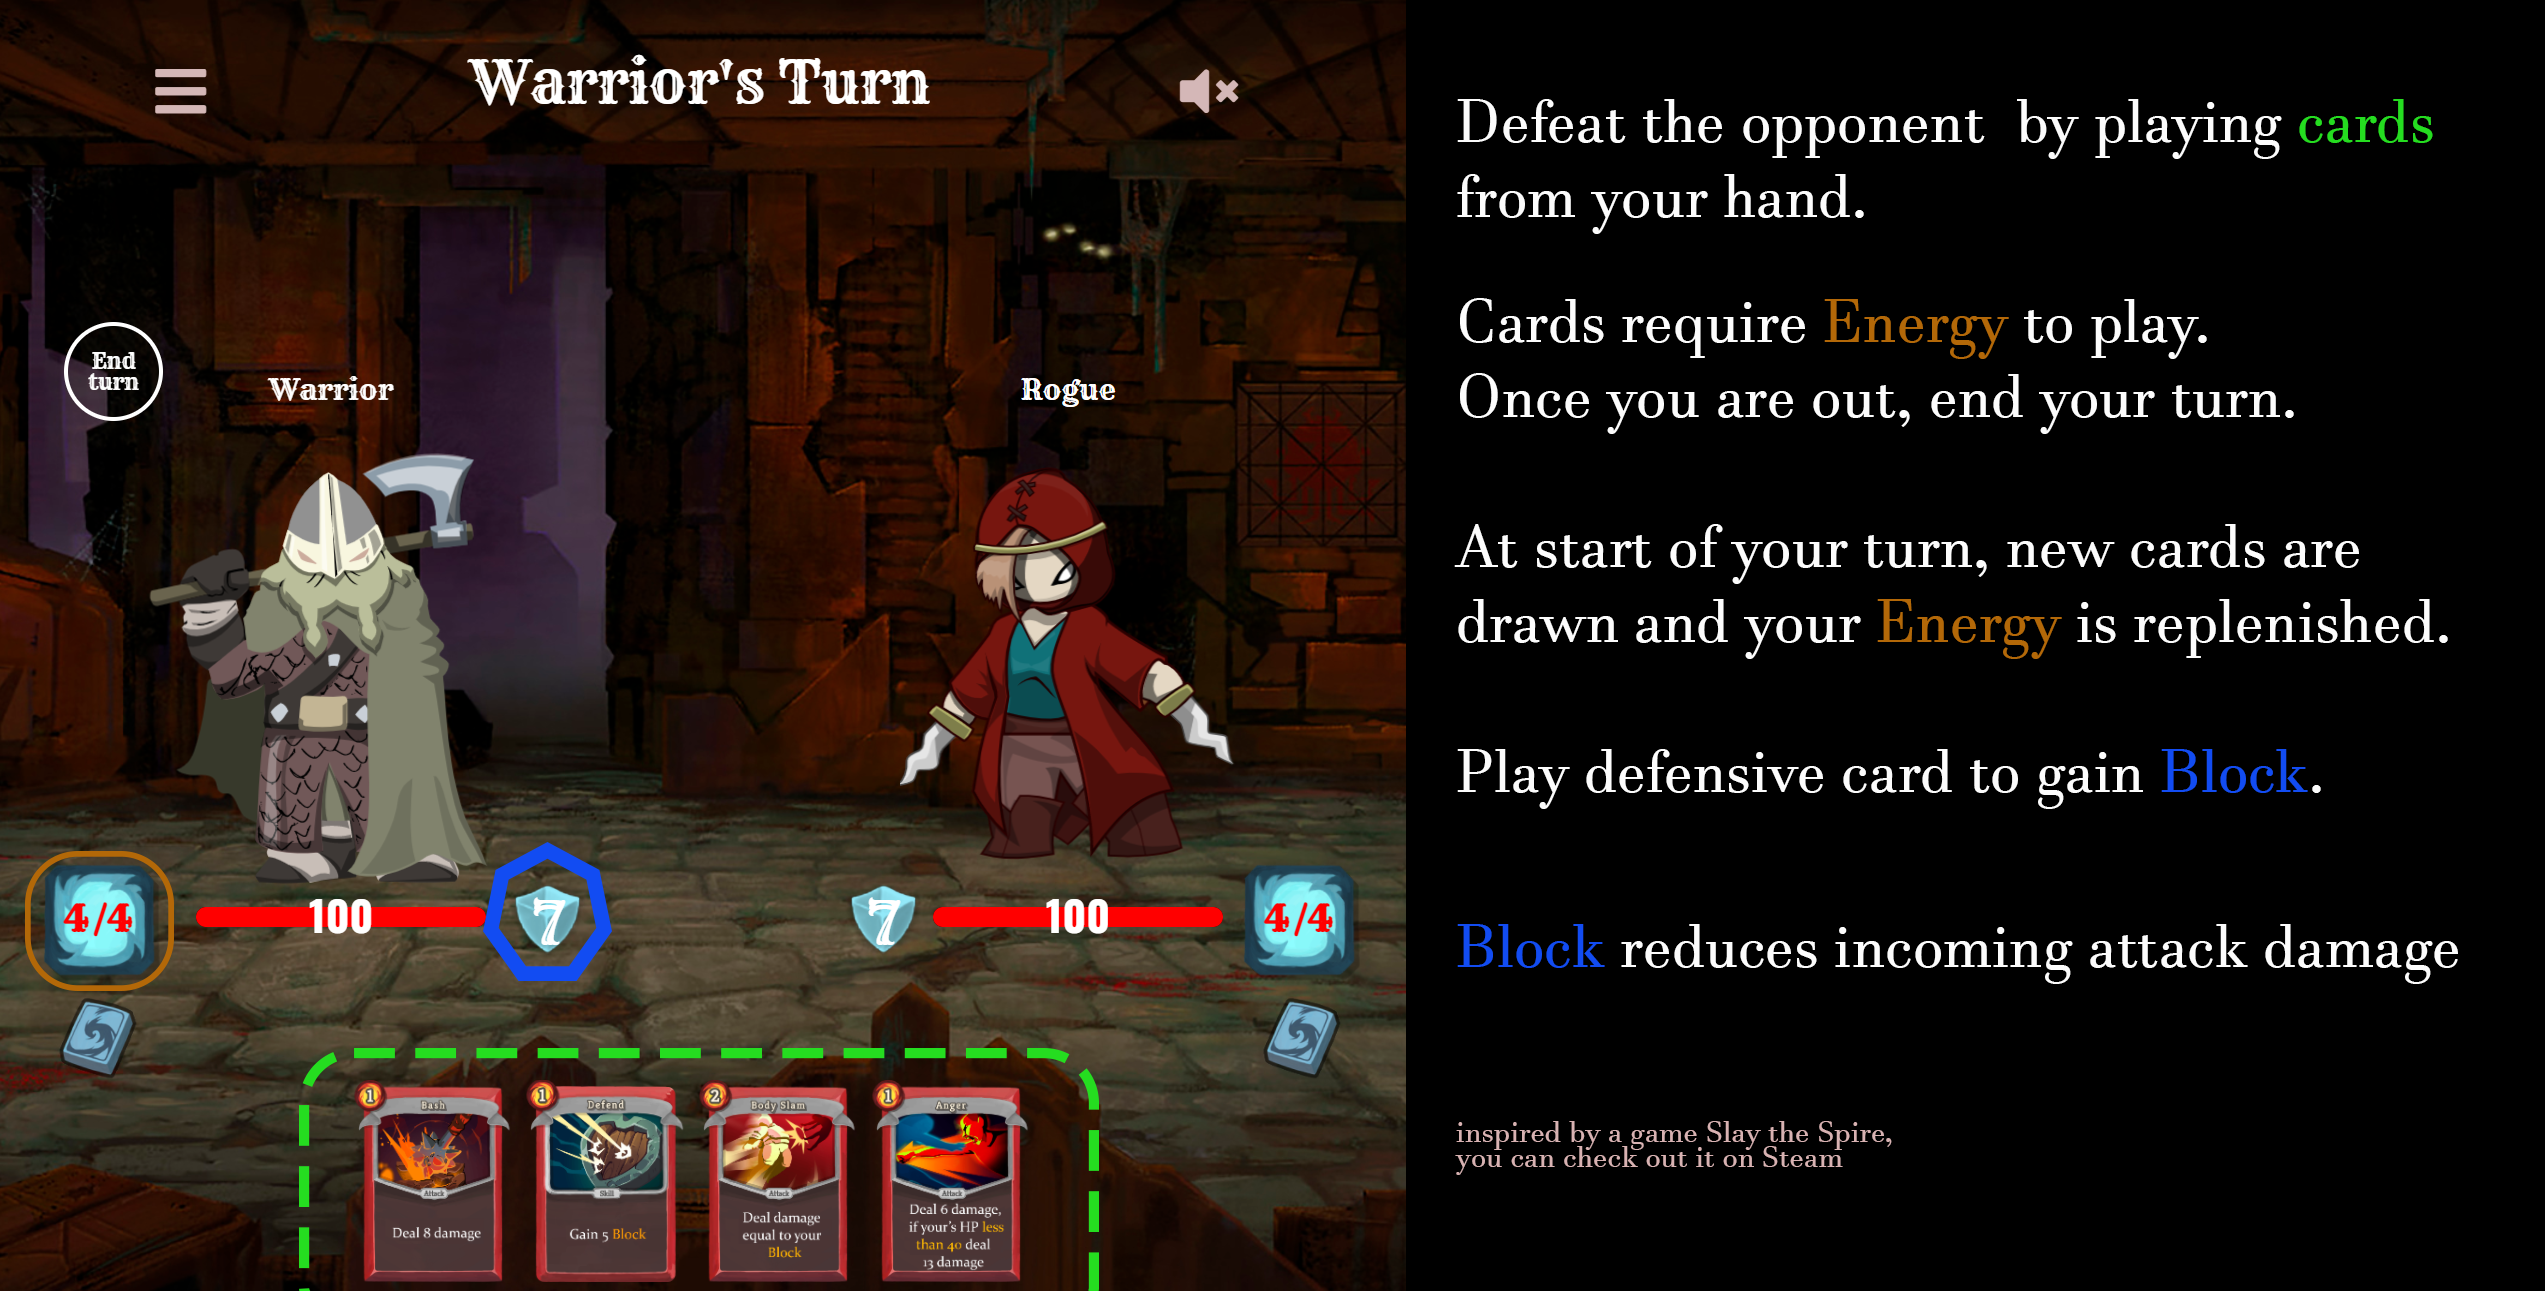 Warrior's Turn
End
turn
Warrior
Rogue
4/4
100
7
7
100
4/4
1
Bash
Attack
Deal 8 damage
1
Defend
Skill
Gain 5 Block
2
Body Slam
Attack
Deal damage
equal to your
Block
1
Anger
Attack
Deal 6 damage,
if your's HP less
than 40 deal
13 damage
Defeat the opponent by playing cards
from your hand.
Cards require Energy to play.
Once you are out, end your turn.
At start of your turn, new cards are
drawn and your Energy is replenished.
Play defensive card to gain Block.
Block reduces incoming attack damage
inspired by a game Slay the Spire,
you can check out it on Steam